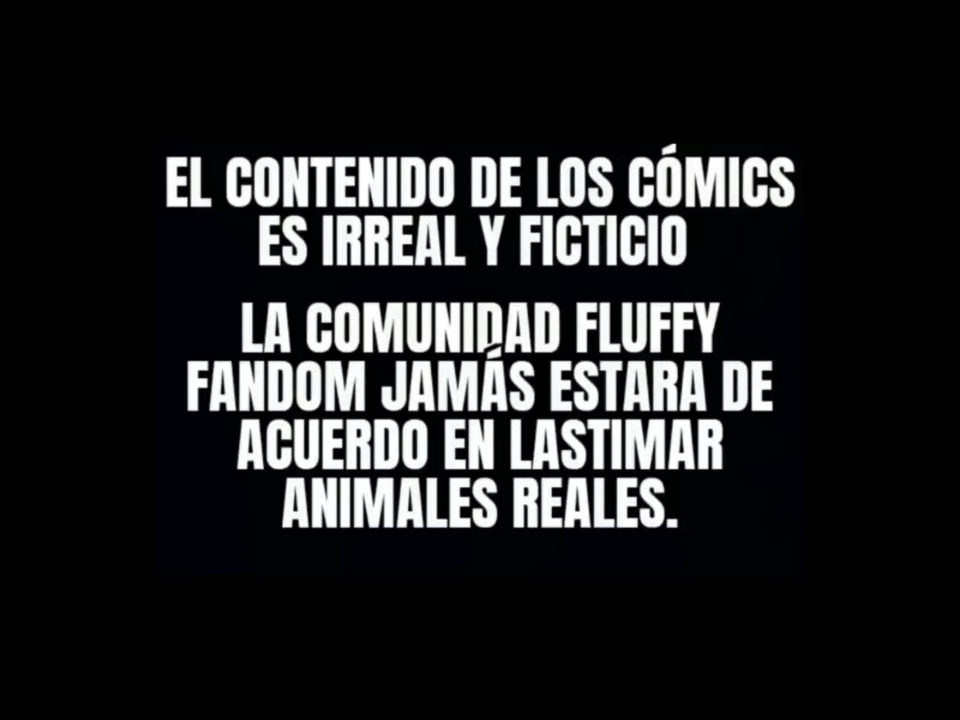 EL CONTENIDO DE LOS CÓMICS
ES IRREAL Y FICTICIO
LA COMUNIDAD FLUFFY
FANDOM JAMÁS ESTARA DE
ACUERDO EN LASTIMAR
ANIMALES REALES.